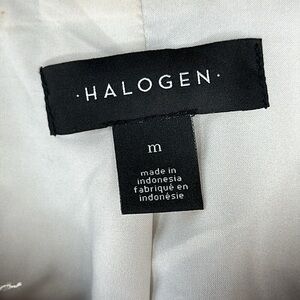 ·HALOGEN·
m
made in
indonesia
fabriqué en
indonésie